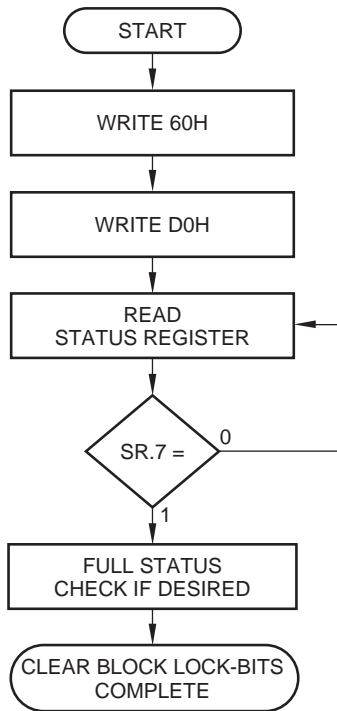 START
WRITE 60H
WRITE D0H
READ
STATUS REGISTER
SR.7 =
0
1
FULL STATUS
CHECK IF DESIRED
CLEAR BLOCK LOCK-BITS
COMPLETE